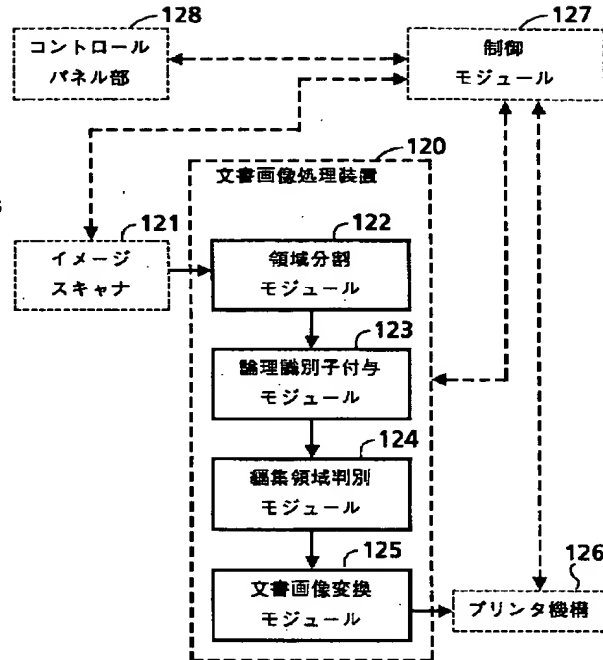 128
コントロール
パネル部
127
制御
モジュール
120
文書画像処理装置
121
イメージ
スキャナ
122
領域分割
モジュール
123
論理識別子付与
モジュール
124
編集領域判別
モジュール
125
文書画像変換
モジュール
126
プリンタ機構